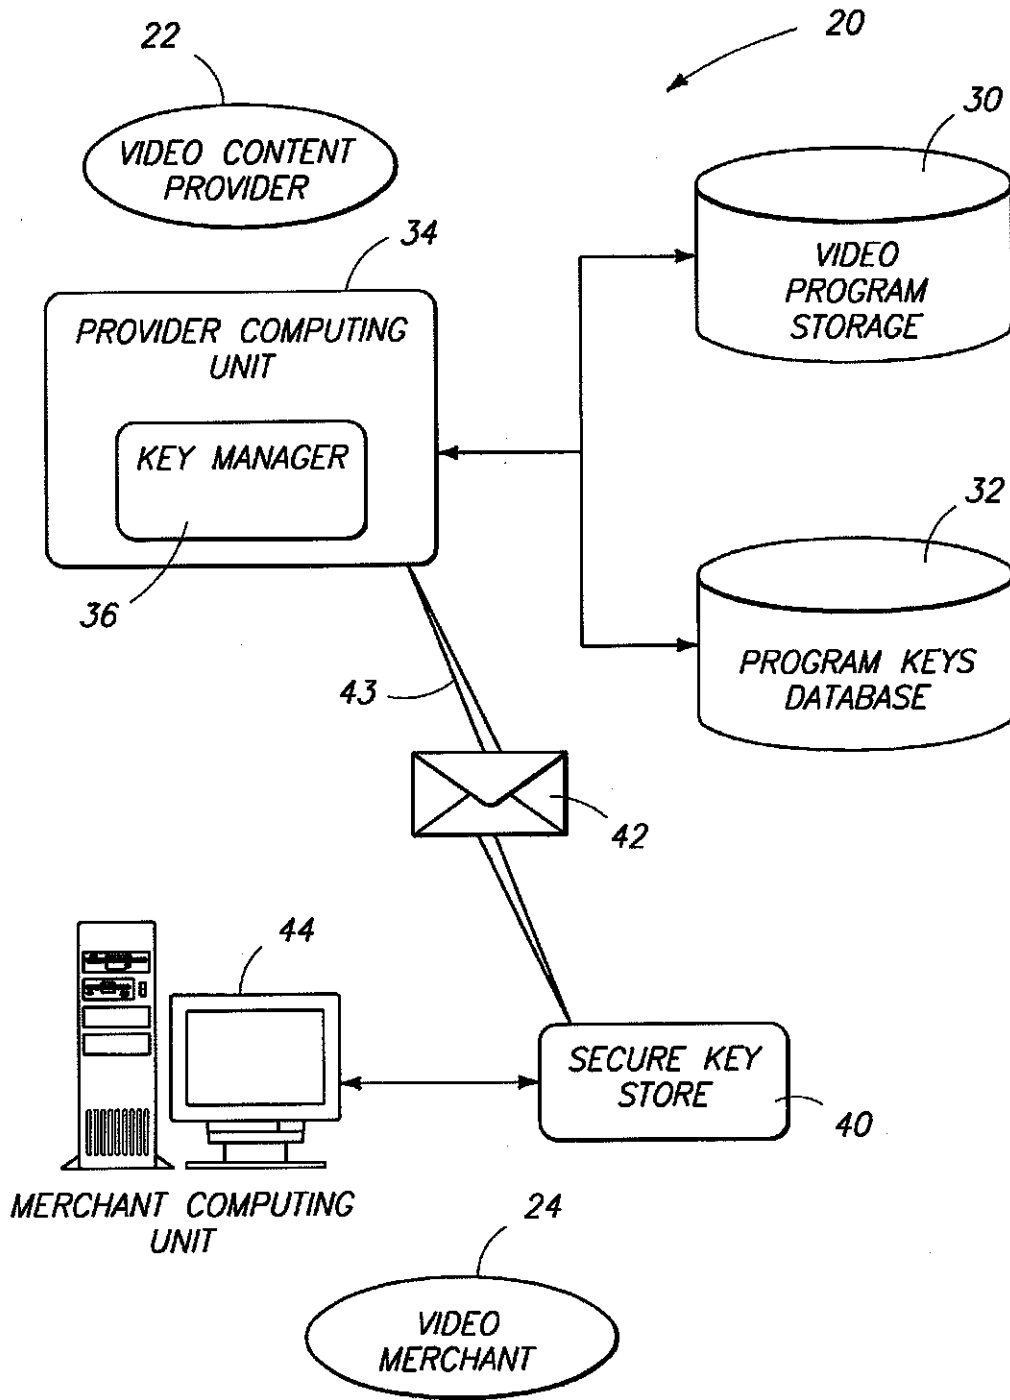 22
20
VIDEO CONTENT
PROVIDER
30
34
VIDEO
PROGRAM
STORAGE
PROVIDER COMPUTING
UNIT
KEY MANAGER
36
32
PROGRAM KEYS
DATABASE
43
42
44
SECURE KEY
STORE
40
MERCHANT COMPUTING
UNIT
24
VIDEO
MERCHANT